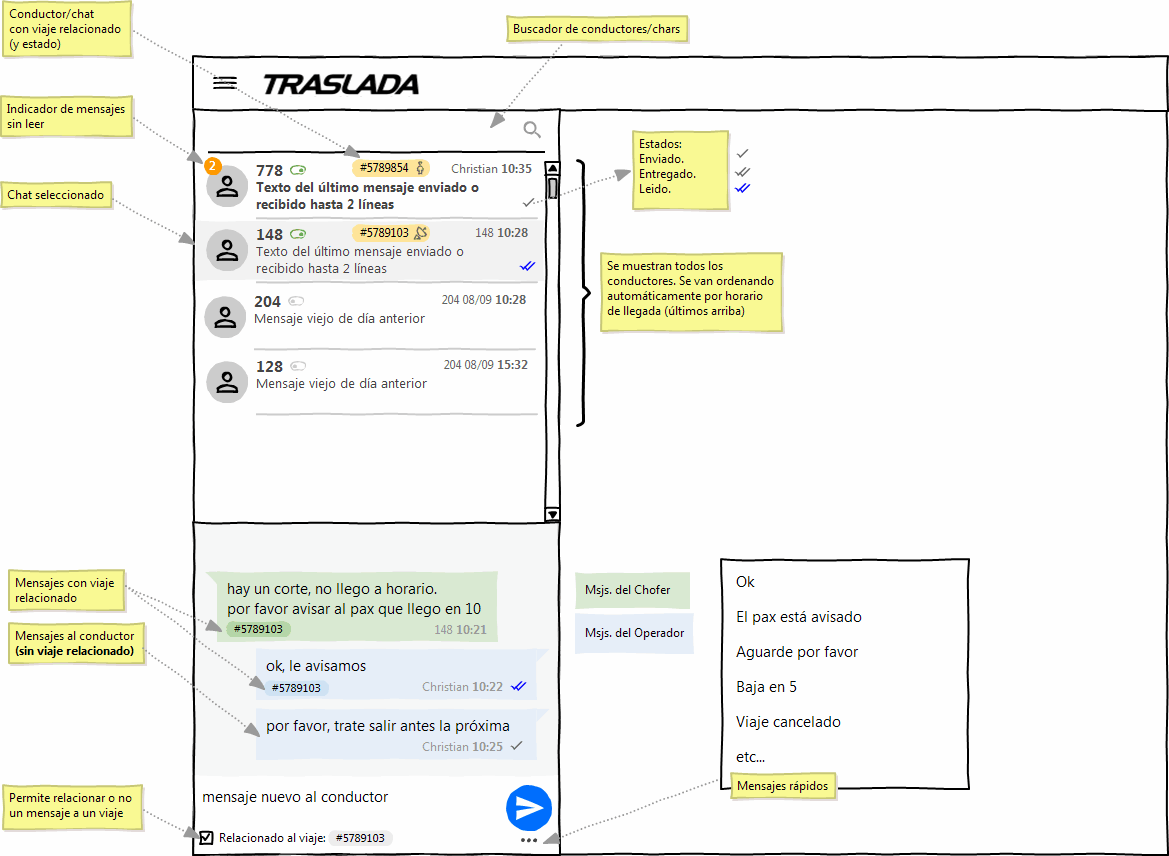 Conductor/chat
con viaje relacionado
(y estado)
Buscador de conductores/chars
TRASLADA
Indicador de mensajes
sin leer
Chat seleccionado
2
778
#5789854
Christian 10:35
Texto del último mensaje enviado o
recibido hasta 2 líneas
148
#5789103
148 10:28
Texto del último mensaje enviado o
recibido hasta 2 líneas
204
204 08/09 10:28
Mensaje viejo de día anterior
128
204 08/09 15:32
Mensaje viejo de día anterior
Estados:
Enviado.
Entregado.
Leido.
Se muestran todos los
conductores. Se van ordenando
automáticamente por horario
de llegada (últimos arriba)
Mensajes con viaje
relacionado
Mensajes al conductor
(sin viaje relacionado)
hay un corte, no llego a horario.
por favor avisar al pax que llego en 10
#5789103
148 10:21
ok, le avisamos
#5789103
Christian 10:22
por favor, trate salir antes la próxima
Christian 10:25
Msjs. del Chofer
Msjs. del Operador
Ok
El pax está avisado
Aguarde por favor
Baja en 5
Viaje cancelado
etc...
Mensajes rápidos
Permite relacionar o no
un mensaje a un viaje
mensaje nuevo al conductor
Relacionado al viaje: #5789103